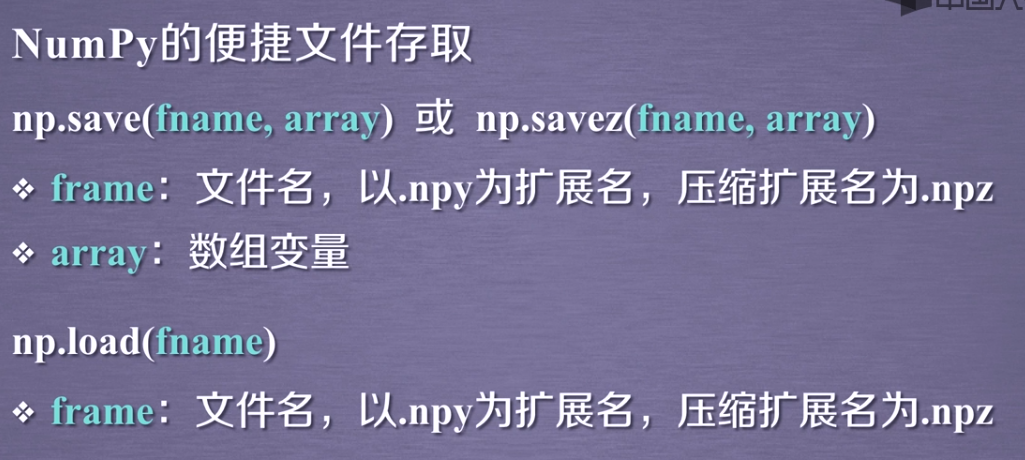 NumPy的便捷文件存取
np.save(fname, array) 或 np.savez(fname, array)
❖ frame：文件名，以.npy为扩展名，压缩扩展名为.npz
❖ array：数组变量
np.load(fname)
❖ frame：文件名，以.npy为扩展名，压缩扩展名为.npz